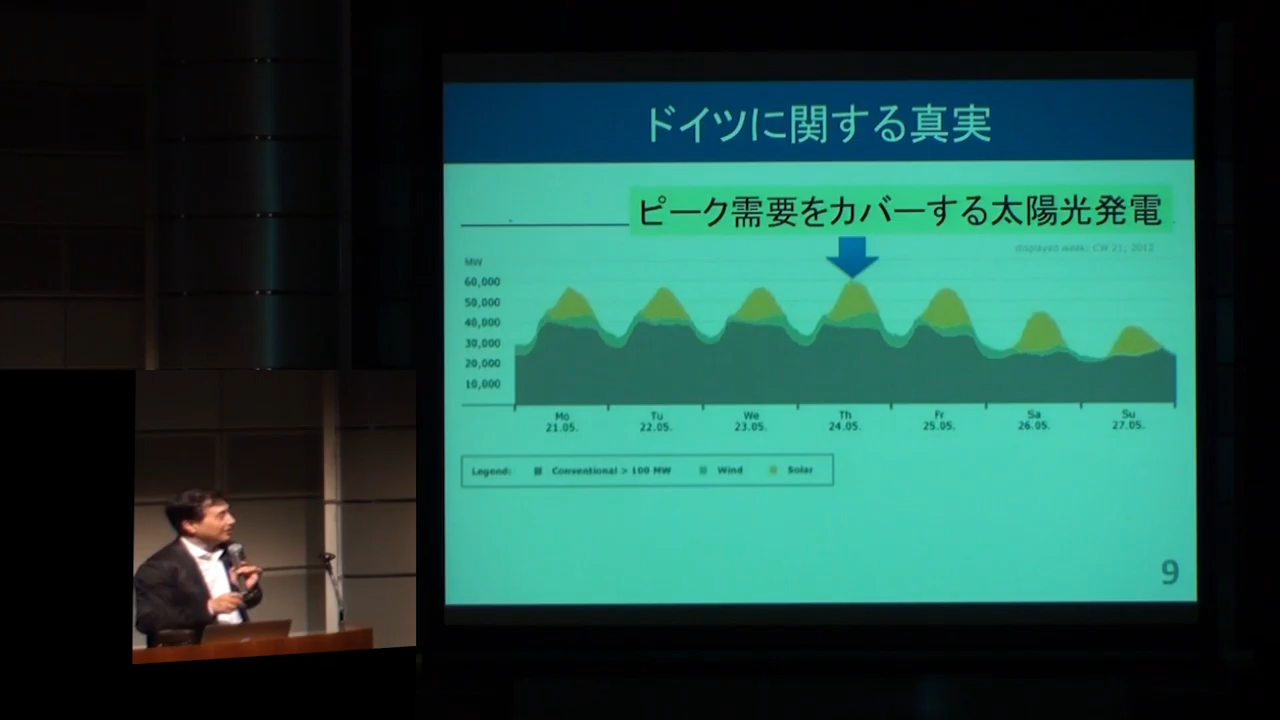 ドイツに関する真実
ピーク需要をカバーする太陽光発電
displayed week: CW 21, 2012
MW
60,000
50,000
40,000
30,000
20,000
10,000
Mo Tu We Th Fr Sa Su
21.05. 22.05. 23.05. 24.05. 25.05. 26.05. 27.05.
Legend: Conventional > 100 MW Wind Solar
9